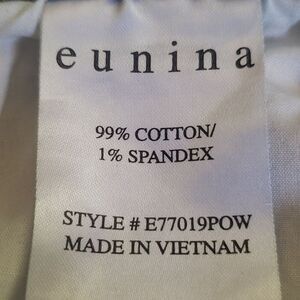 eunina
99% COTTON/
1% SPANDEX
STYLE # E77019POW
MADE IN VIETNAM